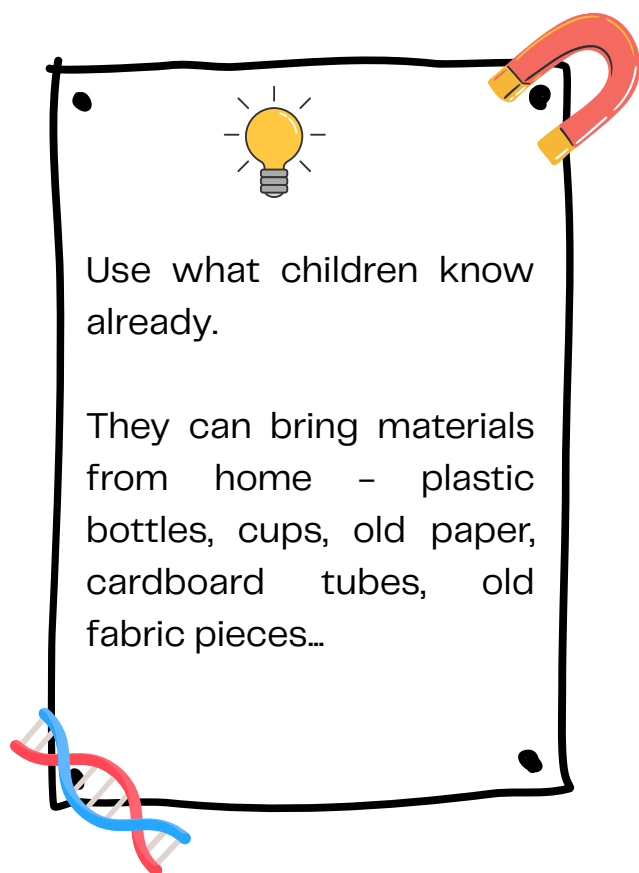 Use what children know
already.
They can bring materials
from home – plastic
bottles, cups, old paper,
cardboard tubes, old
fabric pieces...